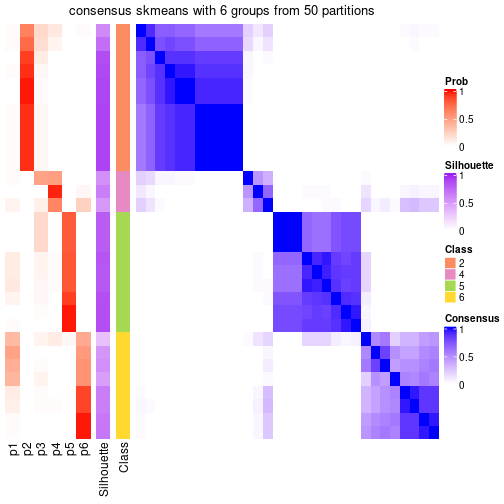 consensus skmeans with 6 groups from 50 partitions
Prob
1
0.5
0
Silhouette
1
0.5
0
Class
2
4
5
6
Consensus
1
0.5
0
p1
p2
p3
p4
p5
p6
Silhouette
Class